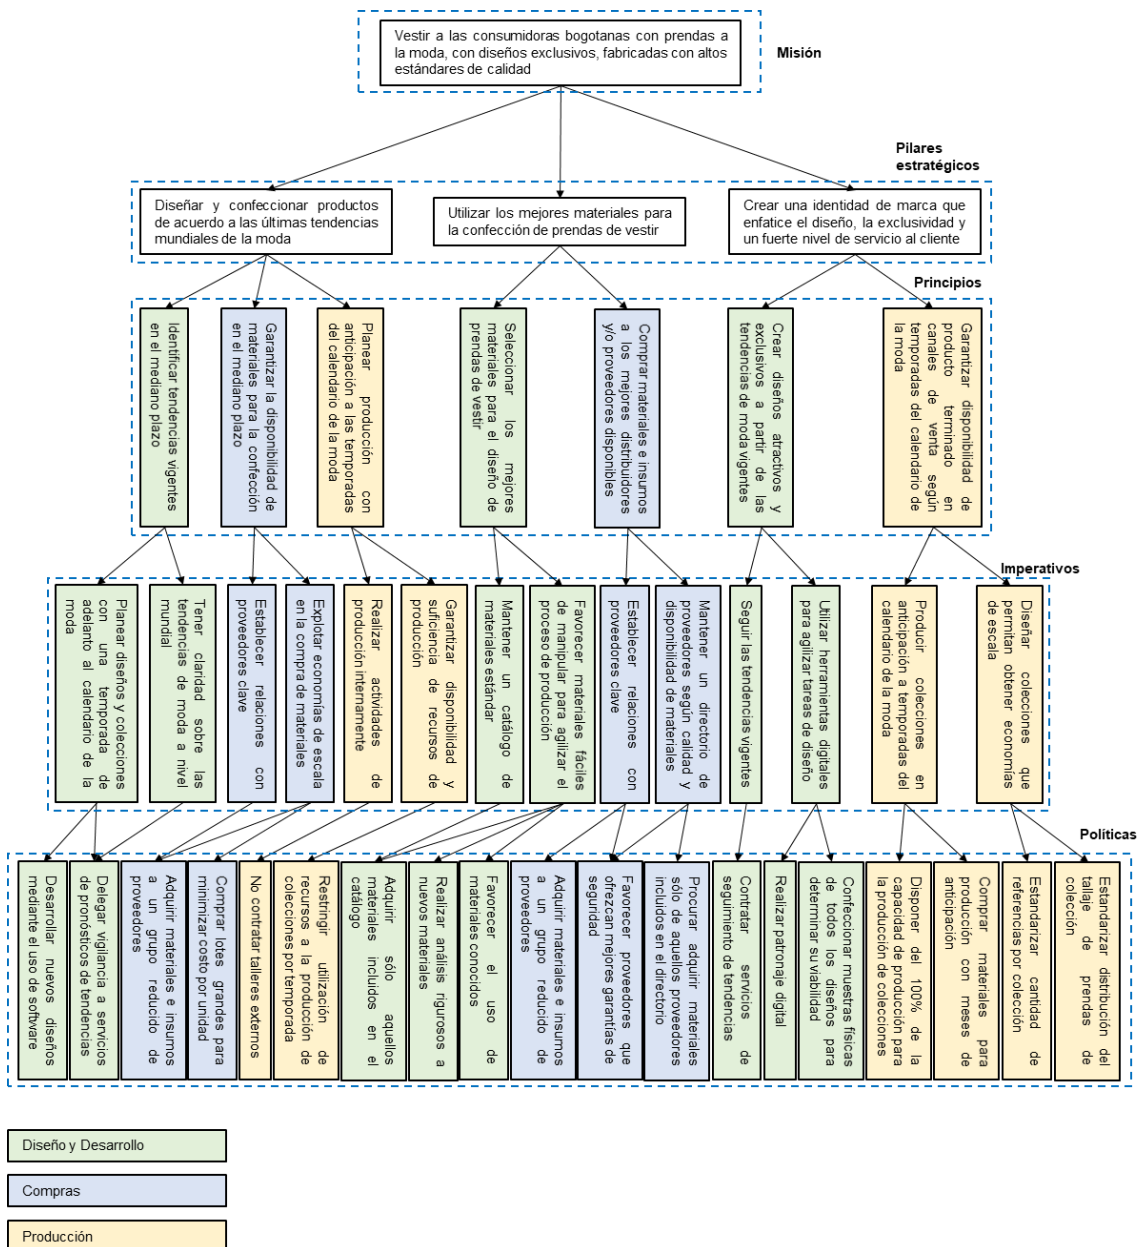 Vestir a las consumidoras bogotanas con prendas a
la moda, con diseños exclusivos, fabricadas con altos
estándares de calidad
Misión
Pilares
estratégicos
Diseñar y confeccionar productos
de acuerdo a las últimas tendencias
mundiales de la moda
Utilizar los mejores materiales para
la confección de prendas de vestir
Crear una identidad de marca que
enfatice el diseño, la exclusividad y
un fuerte nivel de servicio al cliente
Principios
Identificar tendencias vigentes
en el mediano plazo
Garantizar la disponibilidad de
materiales para la confección
en el mediano plazo
Planear producción con
anticipación a las temporadas
del calendario de la moda
Seleccionar los mejores
materiales para el diseño de
prendas de vestir
Comprar materiales e insumos
a los mejores distribuidores
y/o proveedores disponibles
Crear diseños atractivos y
exclusivos a partir de las
tendencias de moda vigentes
Garantizar disponibilidad de
producto terminado en
canales de venta según
temporadas del calendario de
la moda
Imperativos
Planear diseños y colecciones
con una temporada de
adelanto al calendario de la
moda
Tener claridad sobre las
tendencias de moda a nivel
mundial
Establecer relaciones con
proveedores clave
Explotar economías de escala
en la compra de materiales
Realizar actividades de
producción internamente
Garantizar disponibilidad y
suficiencia de recursos de
producción
Mantener un catálogo de
materiales estándar
Favorecer materiales fáciles
de manipular para agilizar el
proceso de producción
Establecer relaciones con
proveedores clave
Mantener un directorio de
proveedores según calidad y
disponibilidad de materiales
Seguir las tendencias vigentes
Utilizar herramientas digitales
para agilizar tareas de diseño
Producir colecciones en
anticipación a temporadas del
calendario de la moda
Diseñar colecciones que
permitan obtener economías
de escala
Políticas
Desarrollar nuevos diseños
mediante el uso de software
Delegar vigilancia a servicios
de pronósticos de tendencias
Adquirir materiales e insumos
a un grupo reducido de
proveedores
Comprar lotes grandes para
minimizar costo por unidad
No contratar talleres externos
Restringir utilización de
recursos a la producción de
colecciones por temporada
Adquirir sólo aquellos
materiales incluidos en el
catálogo
Realizar análisis rigurosos a
nuevos materiales
Favorecer el uso de
materiales conocidos
Adquirir materiales e insumos
a un grupo reducido de
proveedores
Favorecer proveedores que
ofrezcan mejores garantías de
seguridad
Procurar adquirir materiales
sólo de aquellos proveedores
incluidos en el directorio
Contratar servicios de
seguimiento de tendencias
Realizar patronaje digital
Confeccionar muestras físicas
de todos los diseños para
determinar su viabilidad
Disponer del 100% de la
capacidad de producción para
la producción de colecciones
Comprar materiales para
producción con meses de
anticipación
Estandarizar cantidad de
referencias por colección
Estandarizar distribución del
tallaje de prendas de
colección
Diseño y Desarrollo
Compras
Producción